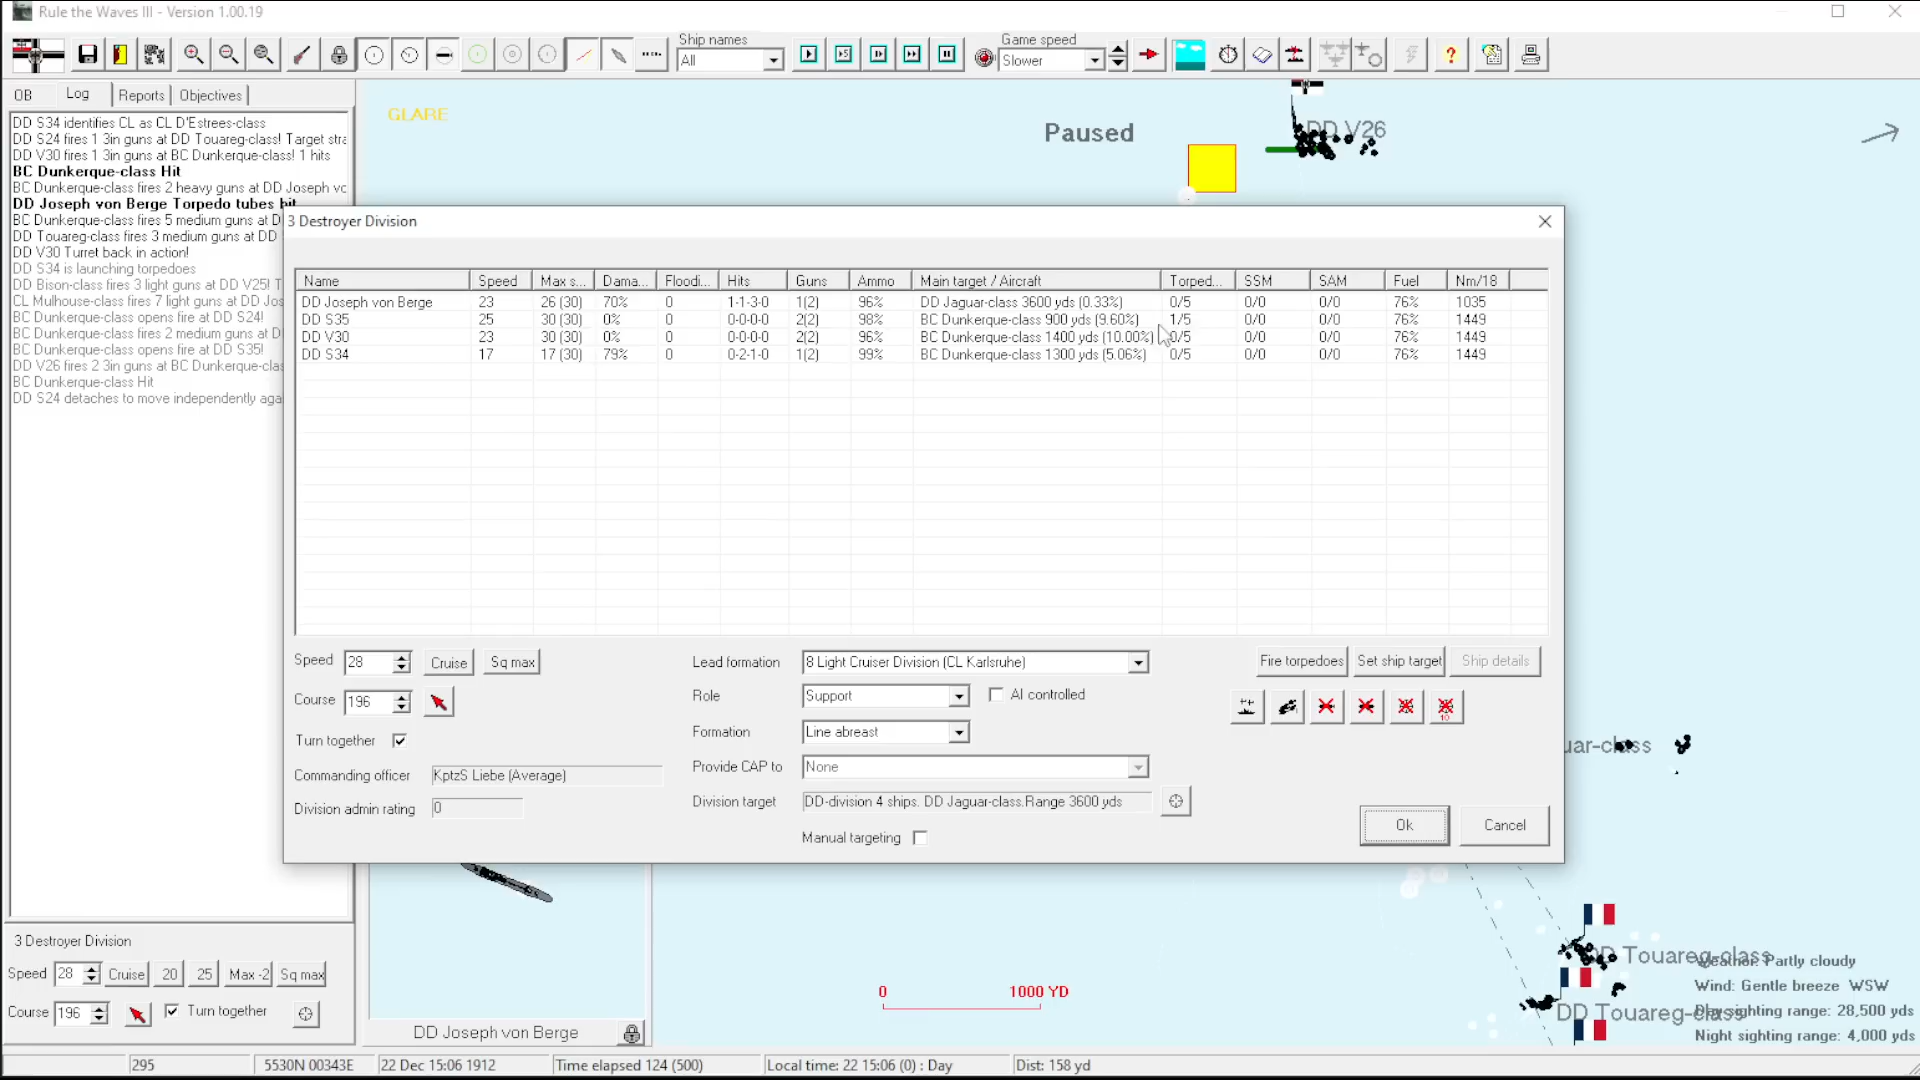 Rule the Waves III - Version 1.00.19
Ship names
All
Game speed
Slower
OB
Log
Reports
Objectives
DD S34 identifies CL as CL D'Estrees-class
DD S24 fires 1 3in guns at DD Touareg-class! Target stra
DD V30 fires 1 3in guns at BC Dunkerque-class! 1 hits
BC Dunkerque-class Hit
BC Dunkerque-class fires 2 heavy guns at DD Joseph vo
DD Joseph von Berge Torpedo tubes hit
BC Dunkerque-class fires 5 medium guns at D
DD Touareg-class fires 3 medium guns at DD
DD V30 Turret back in action!
DD S34 is launching torpedoes
DD Bison-class fires 3 light guns at DD V25! T
CL Mulhouse-class fires 7 light guns at DD Jos
BC Dunkerque-class opens fire at DD S24!
BC Dunkerque-class fires 2 medium guns at D
BC Dunkerque-class opens fire at DD S35!
DD V26 fires 2 3in guns at BC Dunkerque-clas
BC Dunkerque-class Hit
DD S24 detaches to move independently aga
GLARE
Paused
DD V26
3 Destroyer Division
Name Speed Max s... Dama... Floodi... Hits Guns Ammo Main target / Aircraft Torped... SSM SAM Fuel Nm/18
DD Joseph von Berge 23 26 (30) 70% 0 1-1-3-0 1(2) 96% DD Jaguar-class 3600 yds (0.33%) 0/5 0/0 0/0 76% 1035
DD S35 25 30 (30) 0% 0 0-0-0-0 2(2) 98% BC Dunkerque-class 900 yds (9.60%) 1/5 0/0 0/0 76% 1449
DD V30 23 30 (30) 0% 0 0-0-0-0 2(2) 96% BC Dunkerque-class 1400 yds (10.00%) 0/5 0/0 0/0 76% 1449
DD S34 17 17 (30) 79% 0 0-2-1-0 1(2) 99% BC Dunkerque-class 1300 yds (5.06%) 0/5 0/0 0/0 76% 1449
Speed 28 Cruise Sq max
Course 196
Turn together
Commanding officer KptzS Liebe (Average)
Division admin rating 0
Lead formation 8 Light Cruiser Division (CL Karlsruhe)
Role Support AI controlled
Formation Line abreast
Provide CAP to None
Division target DD-division 4 ships. DD Jaguar-class.Range 3600 yds
Manual targeting
Fire torpedoes Set ship target Ship details
10
Ok Cancel
uar-class
DD Touareg-class
DD Touareg-class
Weather: Partly cloudy
Wind: Gentle breeze WSW
Day sighting range: 28,500 yds
Night sighting range: 4,000 yds
0 1000 YD
3 Destroyer Division
Speed 28 Cruise 20 25 Max -2 Sq max
Course 196 Turn together
DD Joseph von Berge
295 5530N 00343E 22 Dec 15:06 1912 Time elapsed 124 (500) Local time: 22 15:06 (0) : Day Dist: 158 yd